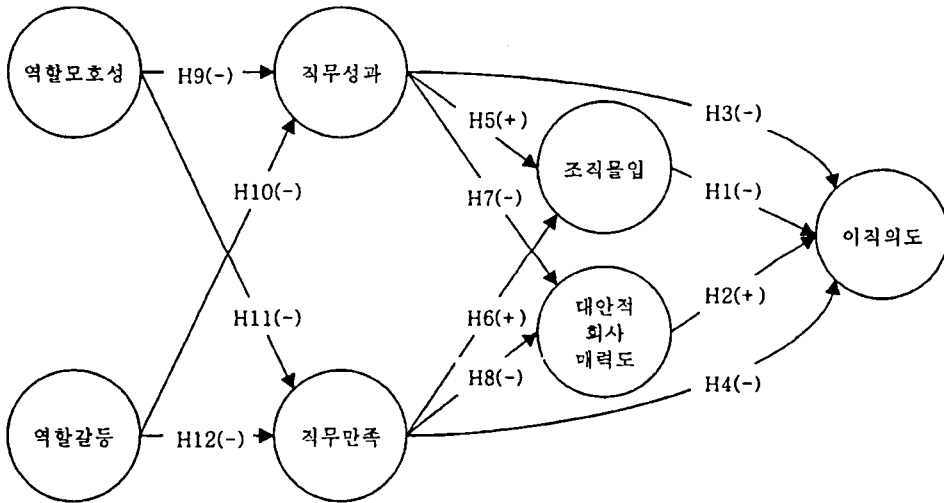 역할모호성
H9(-)
직무성과
H5(+)
H3(-)
조직몰입
H10(-)
H7(-)
H1(-)
이직의도
H11(-)
H6(+)
대안적
회사
매력도
H2(+)
H8(-)
H4(-)
역할갈등
H12(-)
직무만족